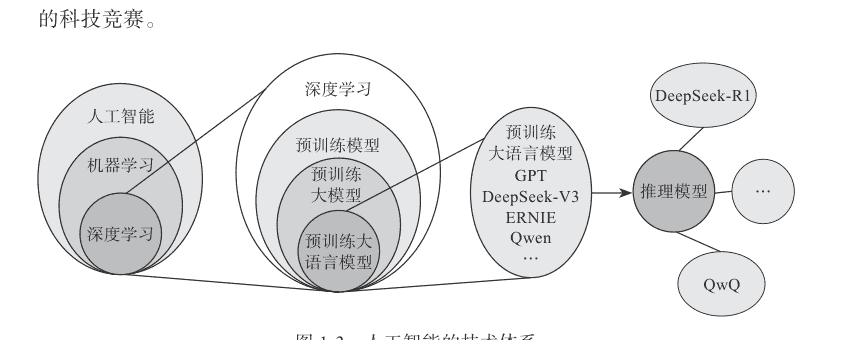 的科技竞赛。
人工智能
机器学习
深度学习
深度学习
预训练模型
预训练
大模型
预训练大
语言模型
预训练
大语言模型
GPT
DeepSeek-V3
ERNIE
Qwen
…
推理模型
DeepSeek-R1
…
QwQ